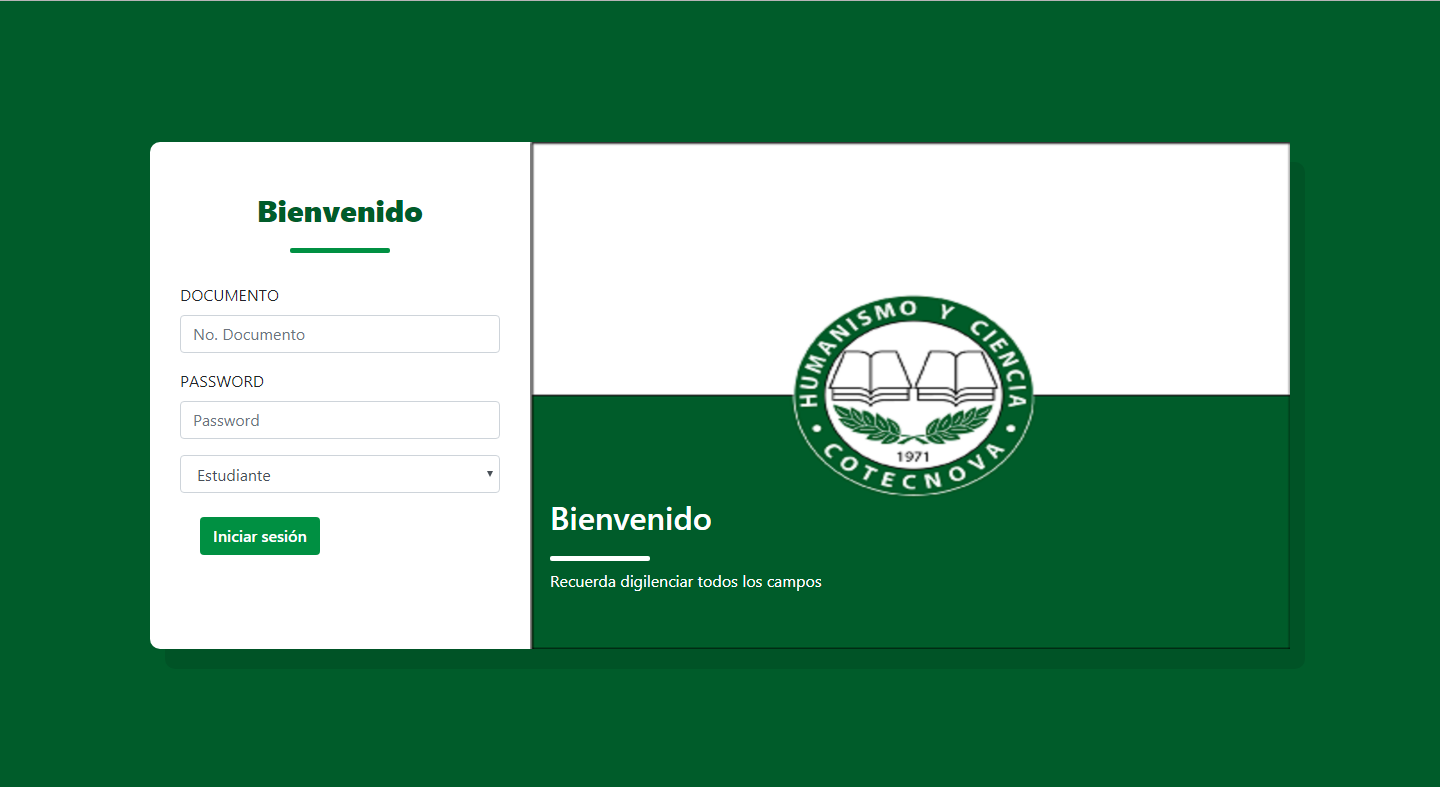 Bienvenido
DOCUMENTO
No. Documento
PASSWORD
Password
Estudiante
Iniciar sesión
HUMANISMO Y CIENCIA
1971
• COTECNOVA •
Bienvenido
Recuerda digilenciar todos los campos